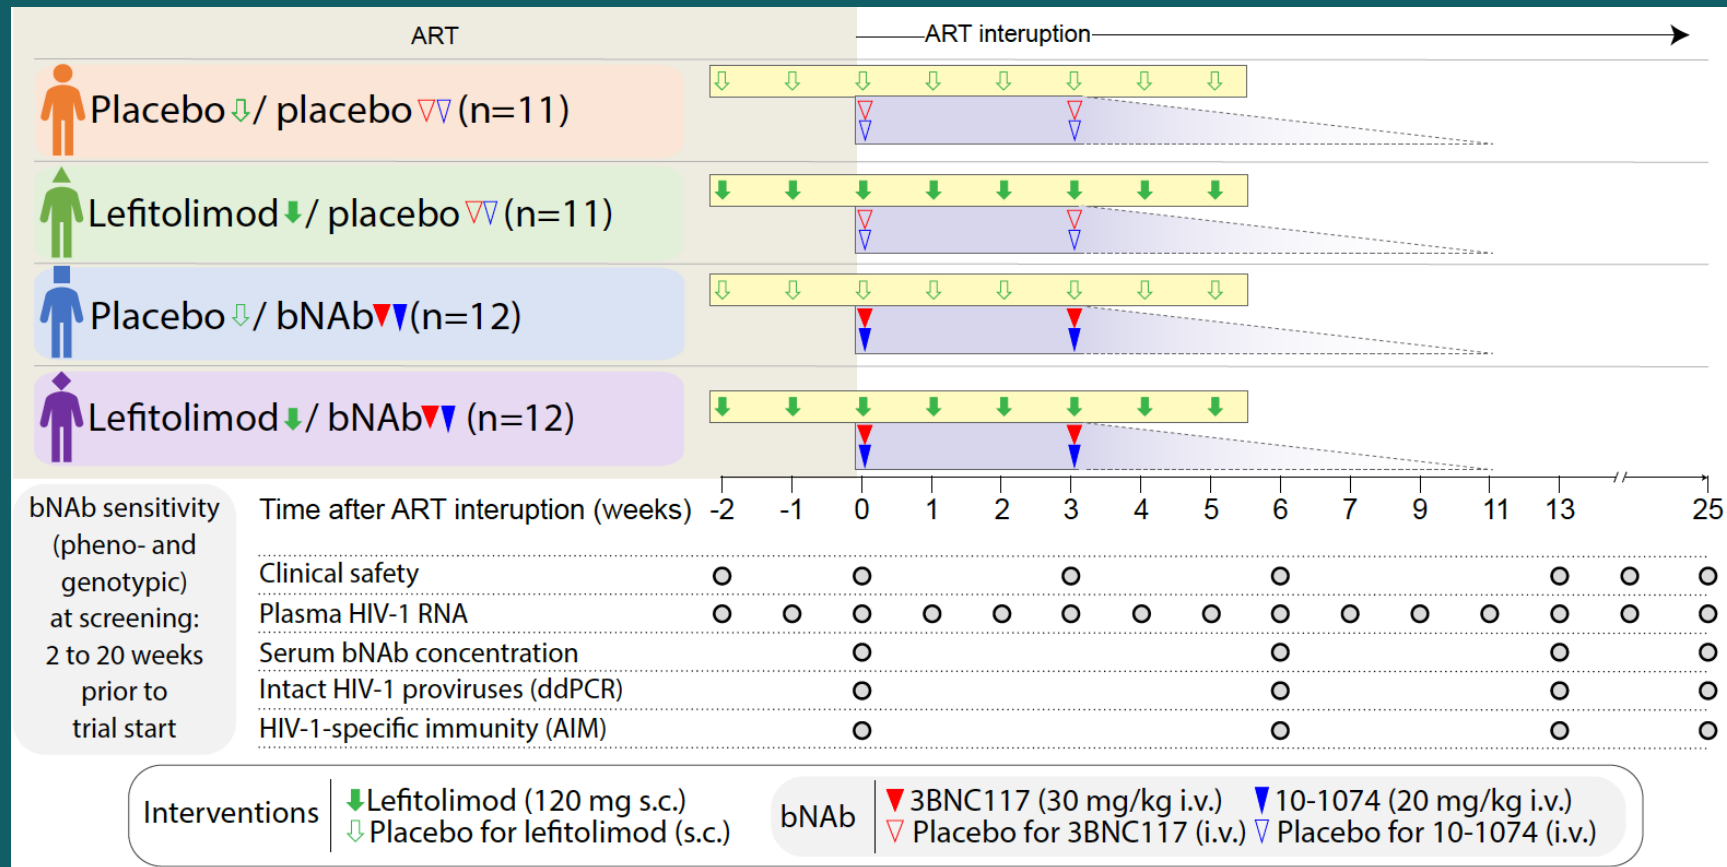 ART
ART interuption
Placebo / placebo (n=11)
Lefitolimod / placebo (n=11)
Placebo / bNAb (n=12)
Lefitolimod / bNAb (n=12)
bNAb sensitivity
(pheno- and
genotypic)
at screening:
2 to 20 weeks
prior to
trial start
Time after ART interuption (weeks) -2 -1 0 1 2 3 4 5 6 7 9 11 13 25
Clinical safety
Plasma HIV-1 RNA
Serum bNAb concentration
Intact HIV-1 proviruses (ddPCR)
HIV-1-specific immunity (AIM)
Interventions
Lefitolimod (120 mg s.c.)
Placebo for lefitolimod (s.c.)
bNAb
3BNC117 (30 mg/kg i.v.) 10-1074 (20 mg/kg i.v.)
Placebo for 3BNC117 (i.v.) Placebo for 10-1074 (i.v.)